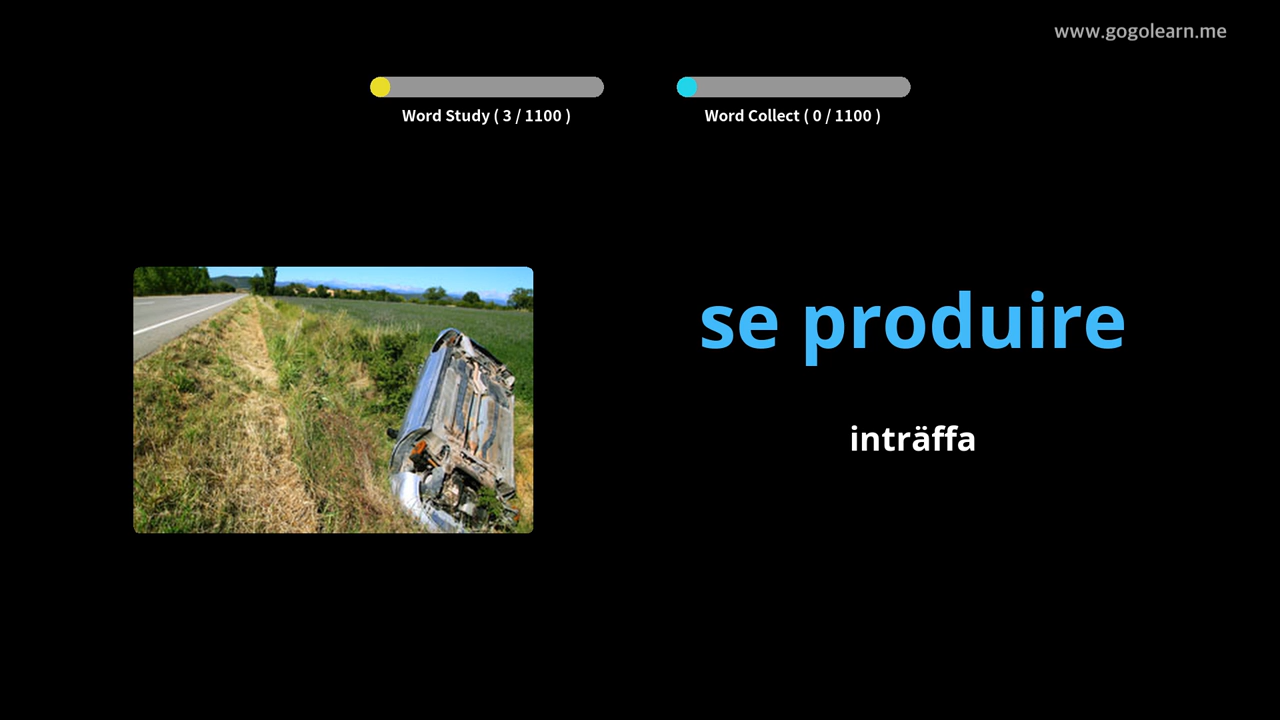 www.gogolearn.me
Word Study ( 3 / 1100 )
Word Collect ( 0 / 1100 )
se produire
inträffa